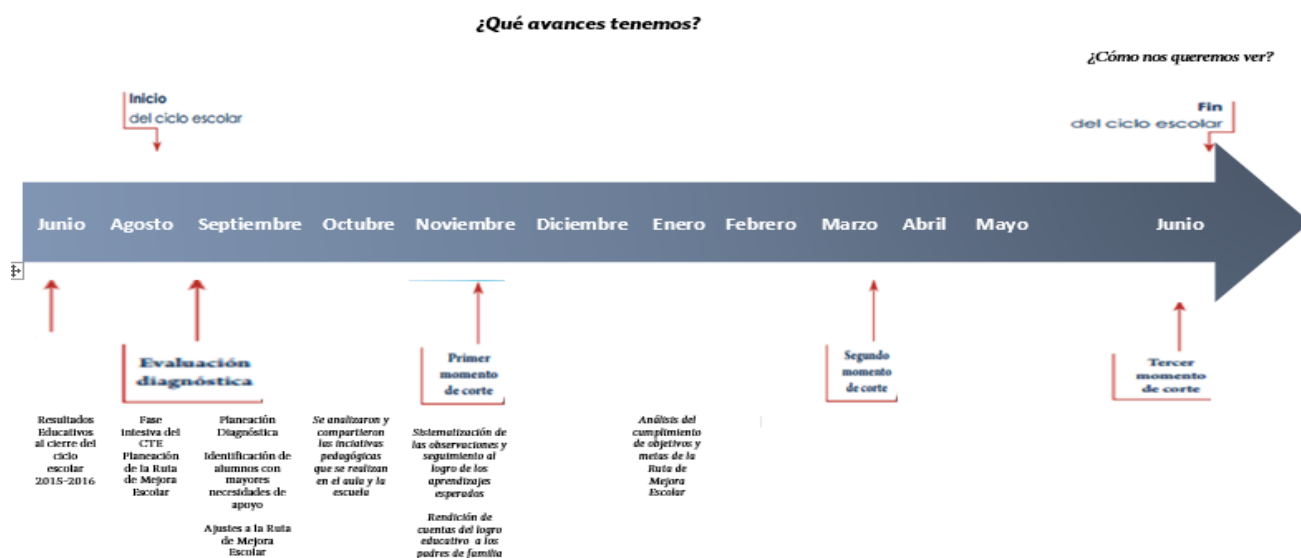 ¿Qué avances tenemos?
¿Cómo nos queremos ver?
Inicio
del ciclo escolar
Fin
del ciclo escolar
Junio Agosto Septiembre Octubre Noviembre Diciembre Enero Febrero Marzo Abril Mayo Junio
Evaluación
diagnóstica
Primer
momento
de corte
Segundo
momento
de corte
Tercer
momento
de corte
Resultados
Educativos
al cierre del
ciclo
escolar
2015-2016
Fase
intesiva del
CTE
Planeación
de la Ruta
de Mejora
Escolar
Planeación
Diagnóstica
Identificación de
alumnos con
mayores
necesidades de
apoyo
Ajustes a la Ruta
de Mejora
Escolar
Se analizaron y
compartieron
las inciativas
pedagógicas
que se realizan
en el aula y la
escuela
Sistematización de
las observaciones y
seguimiento al
logro de los
aprendizajes
esperados
Rendición de
cuentas del logro
educativo a los
padres de familia
Análisis del
cumplimiento
de objetivos y
metas de la
Ruta de
Mejora
Escolar